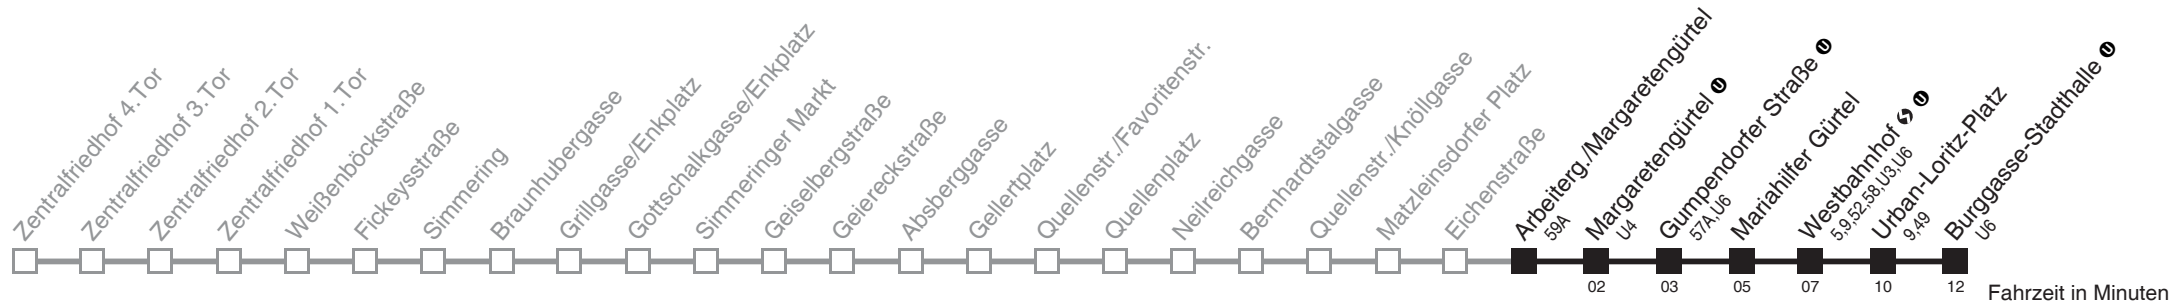 Zentralfriedhof 4.Tor
Zentralfriedhof 3.Tor
Zentralfriedhof 2.Tor
Zentralfriedhof 1.Tor
Weißenböckstraße
Fickeysstraße
Simmering
Braunhubergasse
Grillgasse/Enkplatz
Gottschalkgasse/Enkplatz
Simmeringer Markt
Geiselbergstraße
Geiereckstraße
Absberggasse
Gellertplatz
Quellenstr./Favoritenstr.
Quellenplatz
Neilreichgasse
Bernhardtstalgasse
Quellenstr./Knöllgasse
Matzleinsdorfer Platz
Eichenstraße
Arbeiterg./Margaretengürtel
59A
Margaretengürtel U
U4
Gumpendorfer Straße U
57A,U6
Mariahilfer Gürtel
Westbahnhof S U
5,9,52,58,U3,U6
Urban-Loritz-Platz
9,49
Burggasse-Stadthalle U
U6
02 03 05 07 10 12 Fahrzeit in Minuten